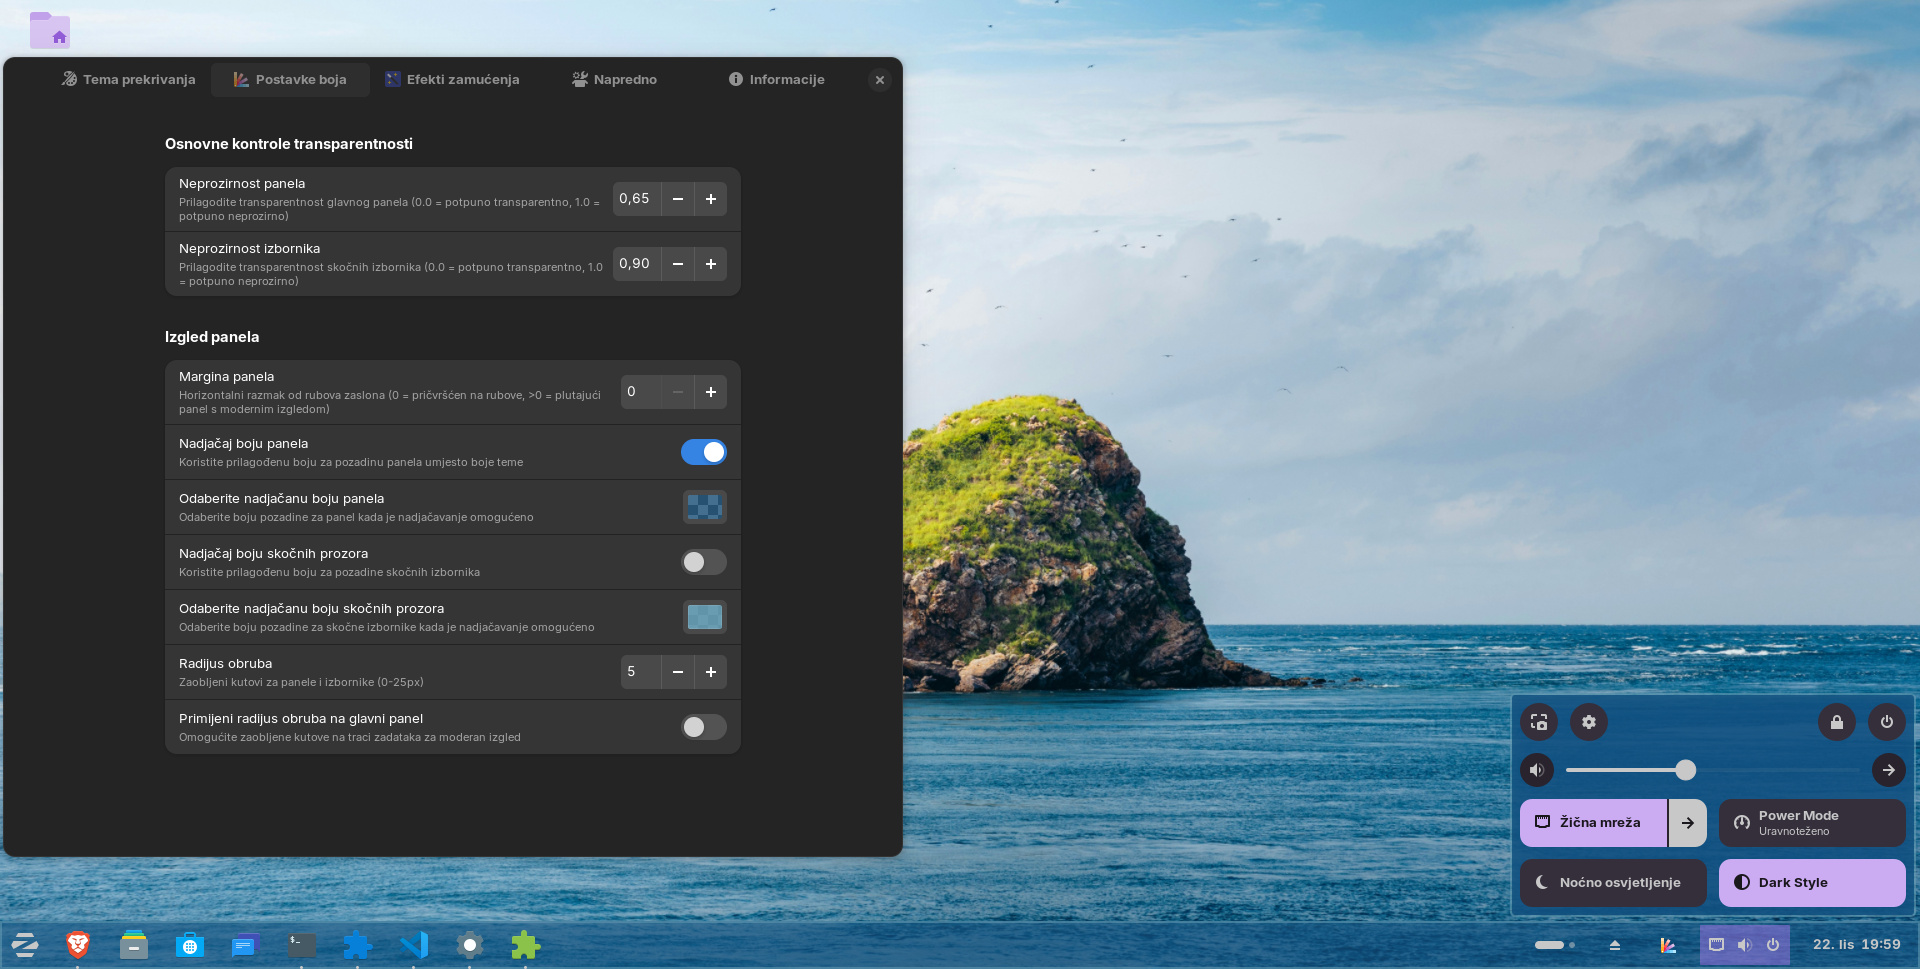 Tema prekrivanja
Postavke boja
Efekti zamućenja
Napredno
Informacije
Osnovne kontrole transparentnosti
Neprozirnost panela
Prilagodite transparentnost glavnog panela (0.0 = potpuno transparentno, 1.0 =
potpuno neprozirno)
0,65
Neprozirnost izbornika
Prilagodite transparentnost skočnih izbornika (0.0 = potpuno transparentno, 1.0
= potpuno neprozirno)
0,90
Izgled panela
Margina panela
Horizontalni razmak od rubova zaslona (0 = pričvršćen na rubove, >0 = plutajući
panel s modernim izgledom)
0
Nadjačaj boju panela
Koristite prilagođenu boju za pozadinu panela umjesto boje teme
Odaberite nadjačanu boju panela
Odaberite boju pozadine za panel kada je nadjačavanje omogućeno
Nadjačaj boju skočnih prozora
Koristite prilagođenu boju za pozadine skočnih izbornika
Odaberite nadjačanu boju skočnih prozora
Odaberite boju pozadine za skočne izbornike kada je nadjačavanje omogućeno
Radijus obruba
Zaobljeni kutovi za panele i izbornike (0-25px)
5
Primijeni radijus obruba na glavni panel
Omogućite zaobljene kutove na traci zadataka za moderan izgled
Žična mreža
Power Mode
Uravnoteženo
Noćno osvjetljenje
Dark Style
$_
22. lis 19:59